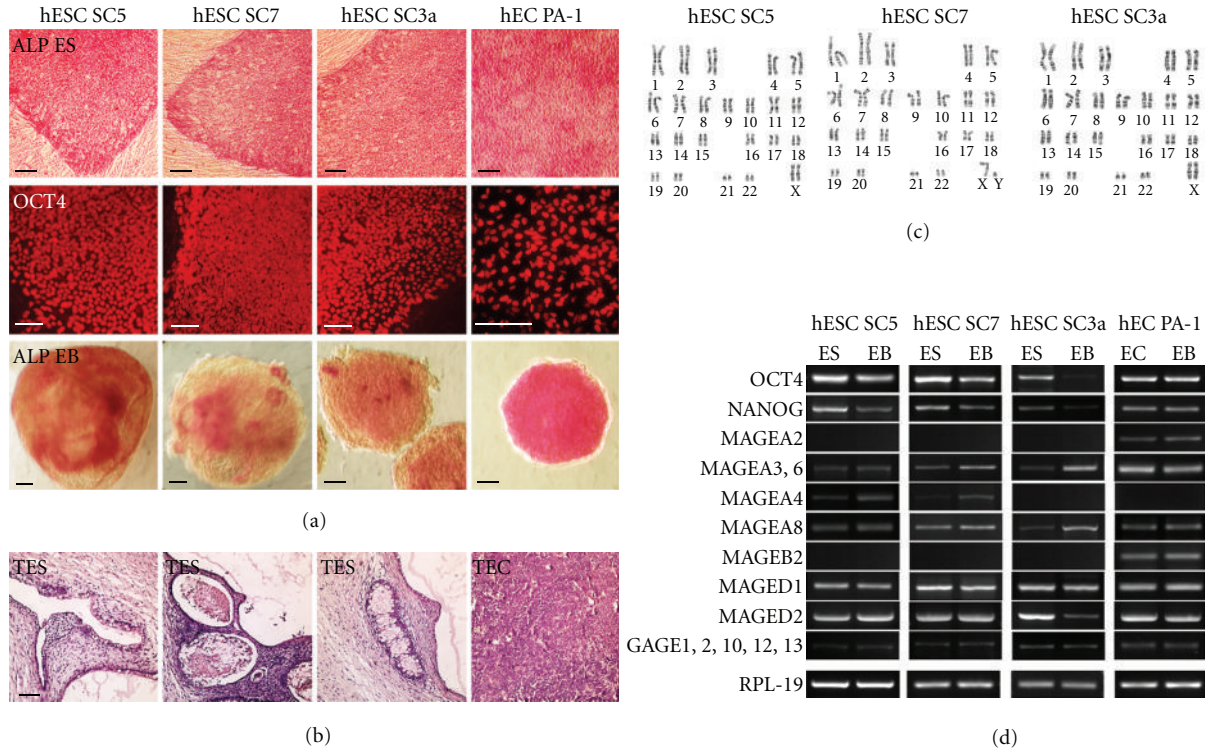 hESC SC5 hESC SC7 hESC SC3a hEC PA-1
ALP ES
OCT4
ALP EB
(a)
TES TES TES TEC
(b)
hESC SC5 hESC SC7 hESC SC3a
1 2 3 4 5
6 7 8 9 10 11 12
13 14 15 16 17 18
19 20 21 22 X
1 2 3 4 5
6 7 8 9 10 11 12
13 14 15 16 17 18
19 20 21 22 X Y
1 2 3 4 5
6 7 8 9 10 11 12
13 14 15 16 17 18
19 20 21 22 X
(c)
hESC SC5 hESC SC7 hESC SC3a hEC PA-1
ES EB ES EB ES EB EC EB
OCT4
NANOG
MAGEA2
MAGEA3, 6
MAGEA4
MAGEA8
MAGEB2
MAGED1
MAGED2
GAGE1, 2, 10, 12, 13
RPL-19
(d)